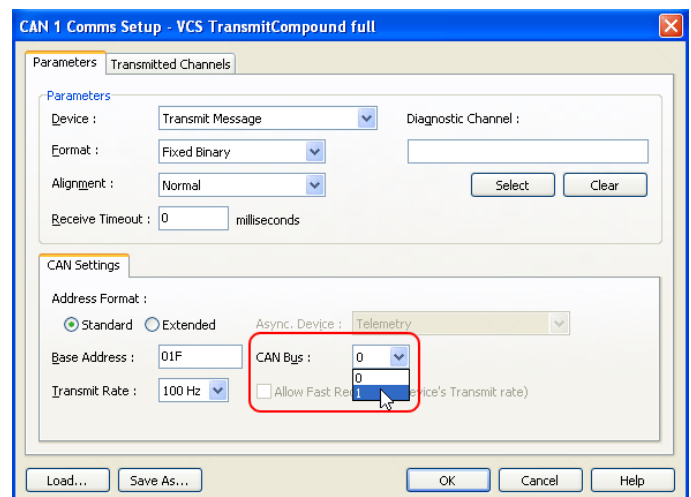 CAN 1 Comms Setup - VCS TransmitCompound full
Parameters Transmitted Channels
Parameters
Device : Transmit Message Diagnostic Channel :
Format : Fixed Binary
Alignment : Normal Select Clear
Receive Timeout : 0 milliseconds
CAN Settings
Address Format :
Standard Extended Async. Device : Telemetry
Base Address : 01F CAN Bus : 0
0
Transmit Rate : 100 Hz Allow Fast 1 Transmit rate)
Load... Save As... OK Cancel Help